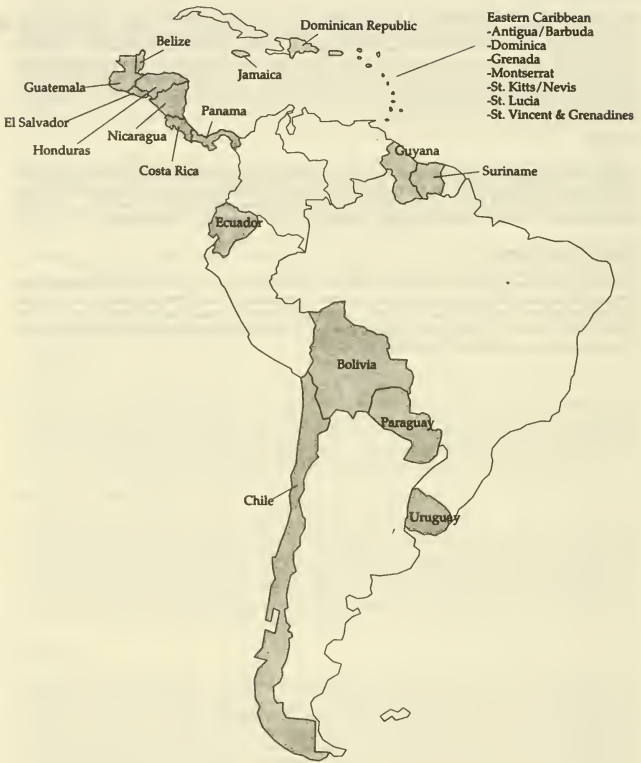 Dominican Republic
Belize
Jamaica
Guatemala
El Salvador
Honduras
Nicaragua
Costa Rica
Panama
Eastern Caribbean
-Antigua/Barbuda
-Dominica
-Grenada
-Montserrat
-St. Kitts/Nevis
-St. Lucia
-St. Vincent & Grenadines
Guyana
Suriname
Ecuador
Bolivia
Paraguay
Chile
Uruguay